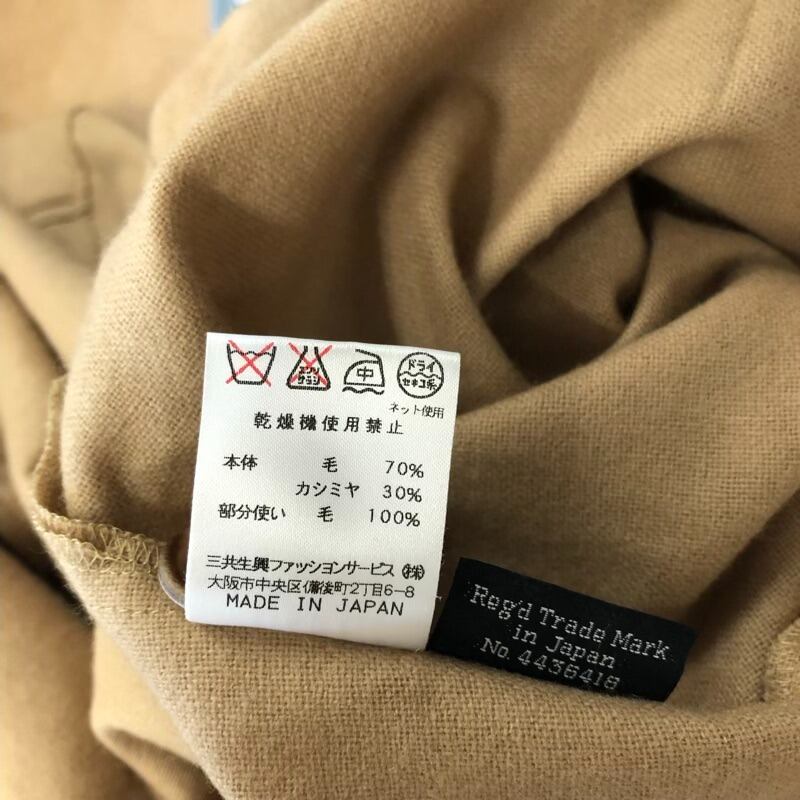 エンソ
サラシ
中
ドライ
セキユ系
ネット使用
乾燥機使用禁止
本体 毛 70%
カシミヤ 30%
部分使い 毛 100%
三共生興ファッションサービス ㈱
大阪市中央区備後町2丁目6-8
MADE IN JAPAN
Reg'd Trade Mark
in Japan
No. 4436418